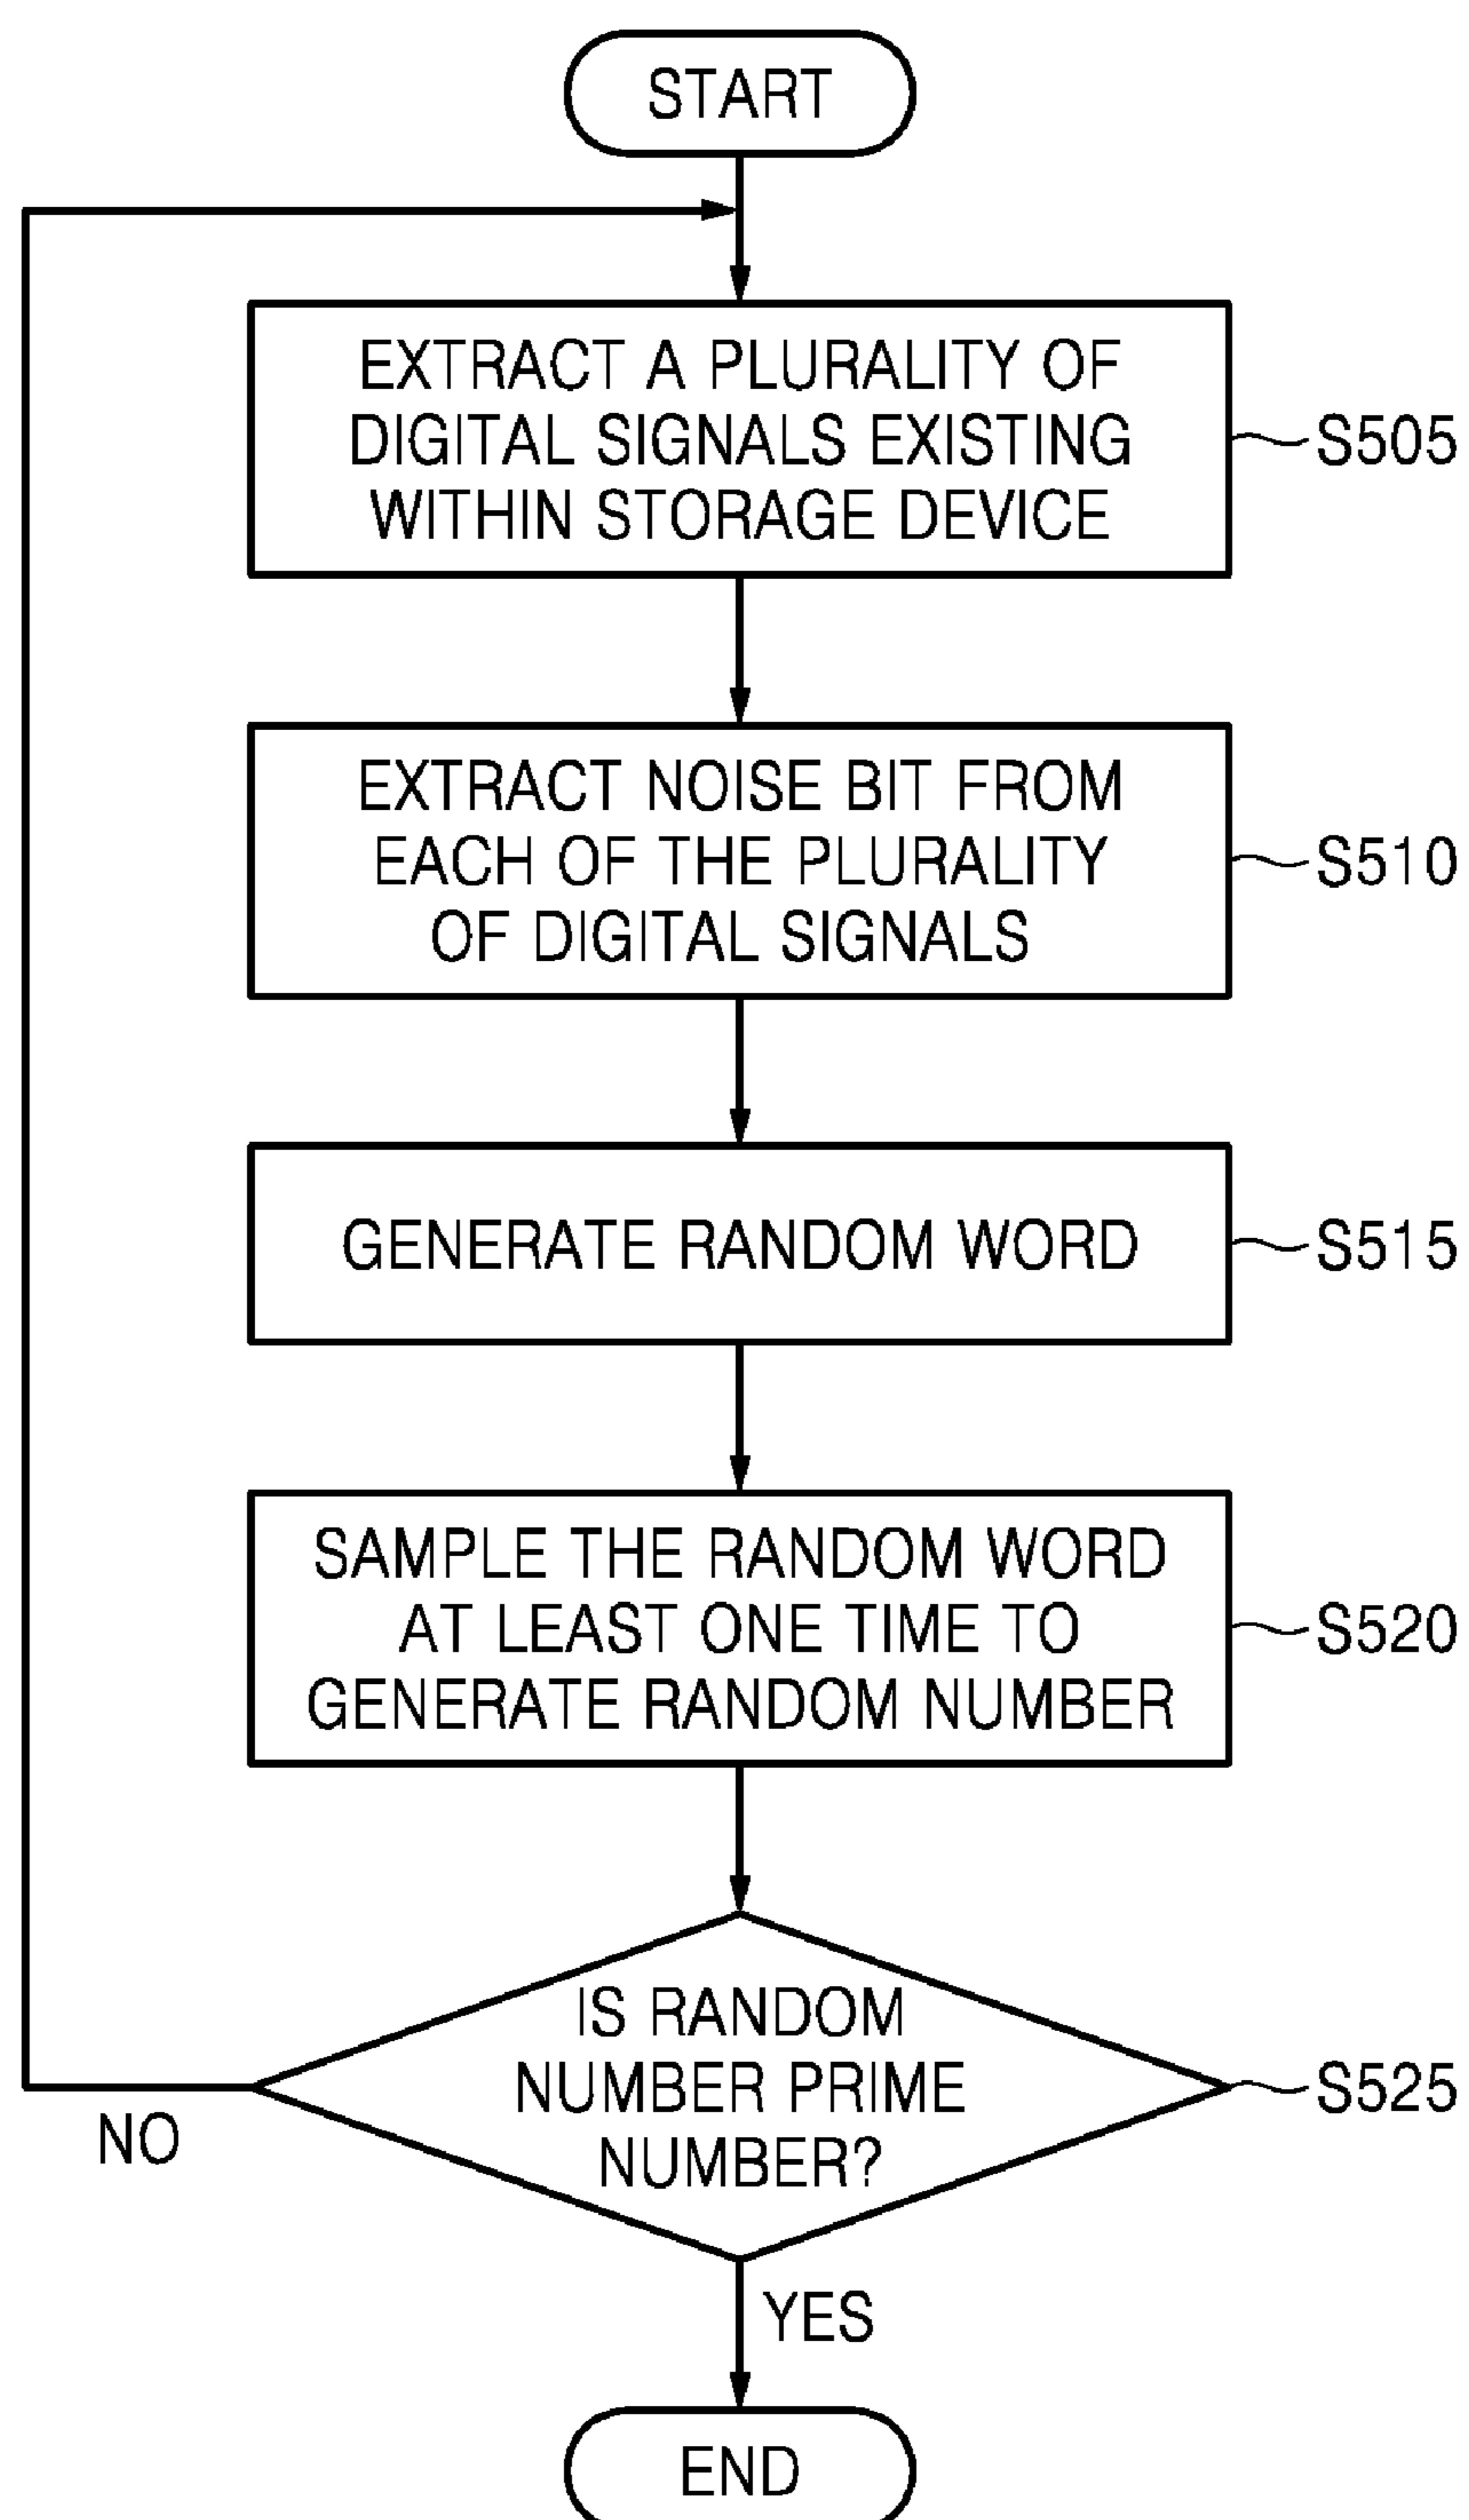 START
EXTRACT A PLURALITY OF
DIGITAL SIGNALS EXISTING
WITHIN STORAGE DEVICE
S505
EXTRACT NOISE BIT FROM
EACH OF THE PLURALITY
OF DIGITAL SIGNALS
S510
GENERATE RANDOM WORD
S515
SAMPLE THE RANDOM WORD
AT LEAST ONE TIME TO
GENERATE RANDOM NUMBER
S520
IS RANDOM
NUMBER PRIME
NUMBER?
S525
NO
YES
END